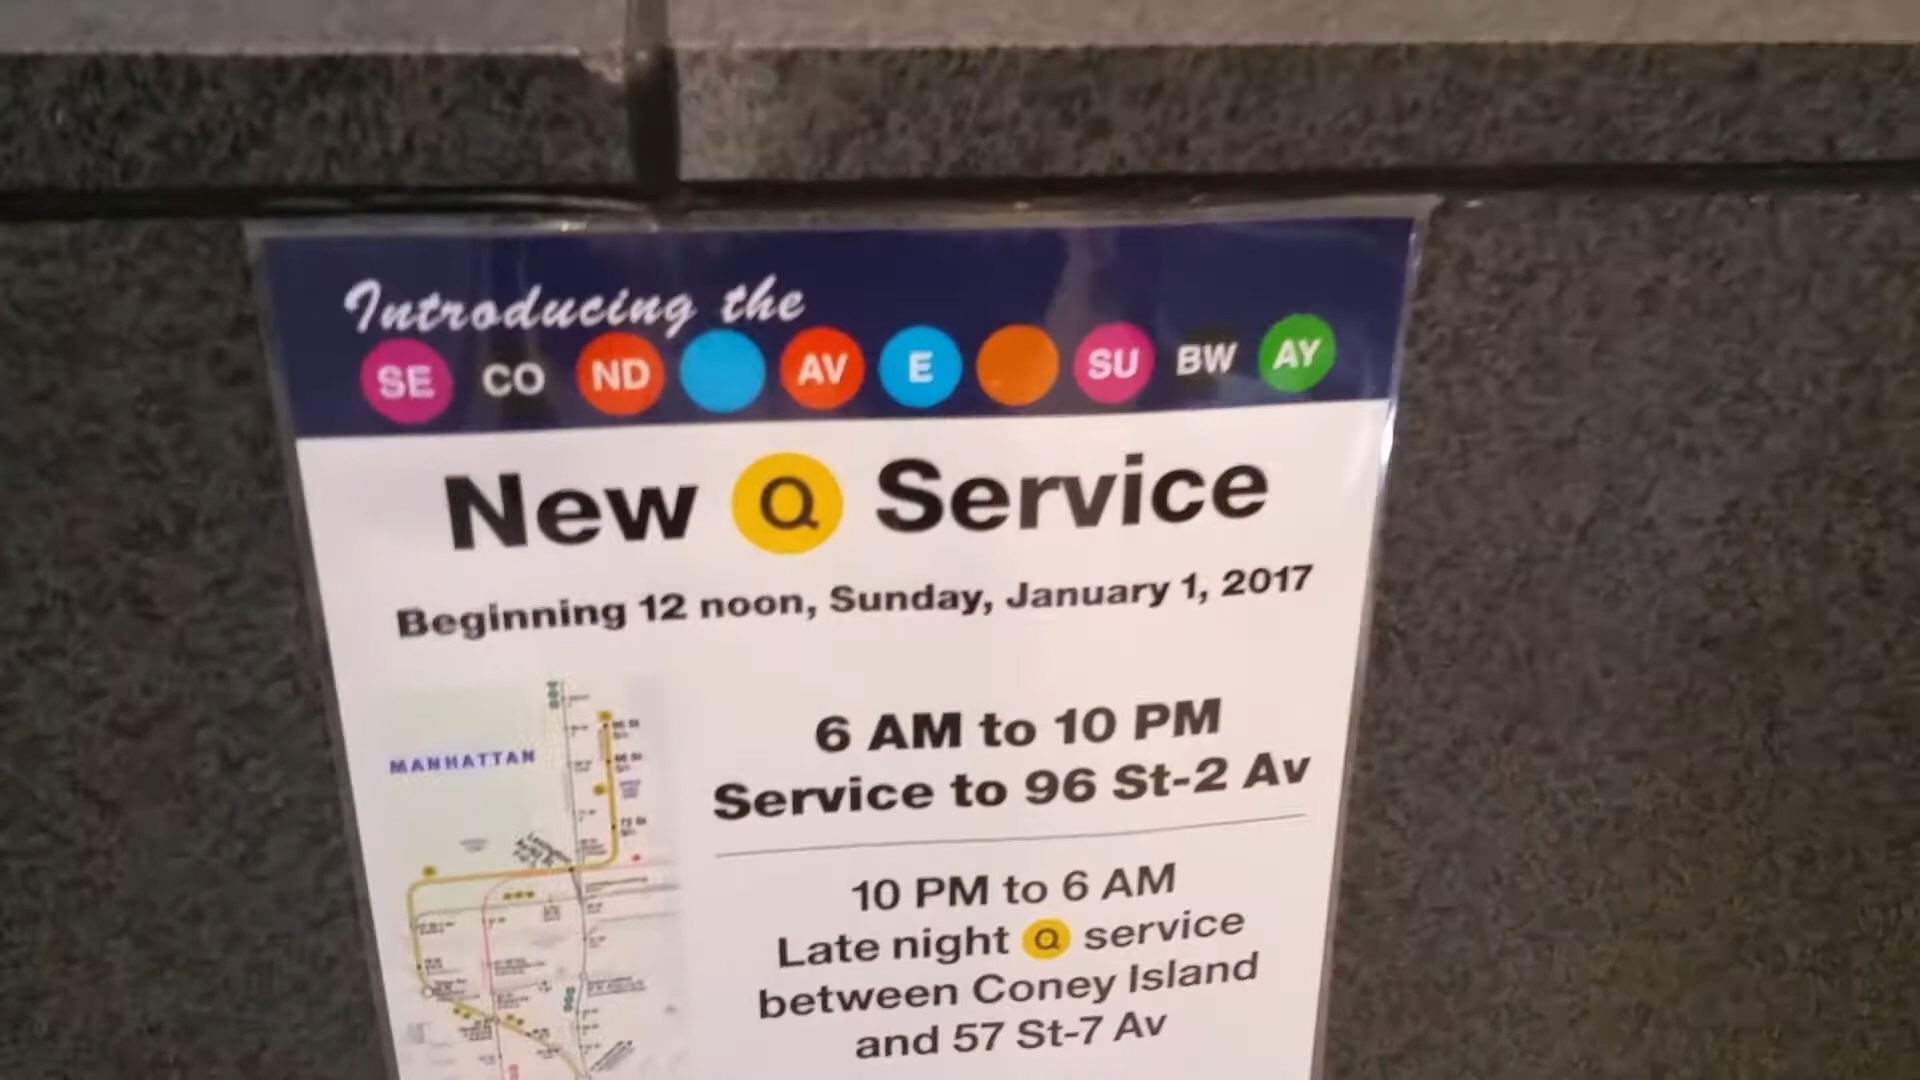 Introducing the
SE CO ND AV E SU BW AY
New Q Service
Beginning 12 noon, Sunday, January 1, 2017
MANHATTAN
6 AM to 10 PM
Service to 96 St-2 Av
10 PM to 6 AM
Late night Q service
between Coney Island
and 57 St-7 Av